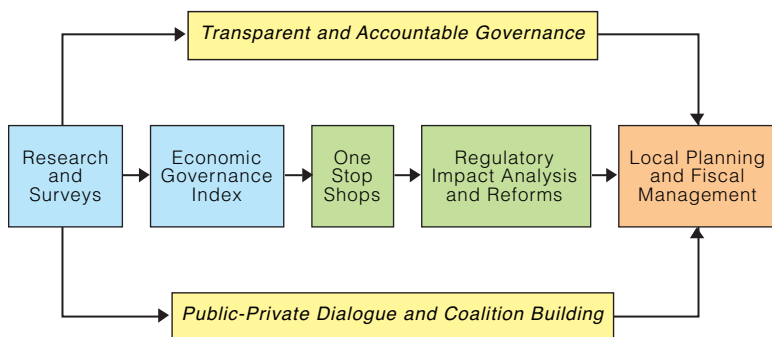 Transparent and Accountable Governance
Research
and
Surveys
Economic
Governance
Index
One
Stop
Shops
Regulatory
Impact Analysis
and Reforms
Local Planning
and Fiscal
Management
Public-Private Dialogue and Coalition Building